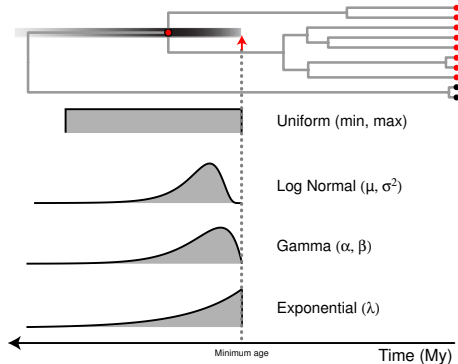 Uniform (min, max)
Log Normal (μ, σ²)
Gamma (α, β)
Exponential (λ)
Minimum age
Time (My)